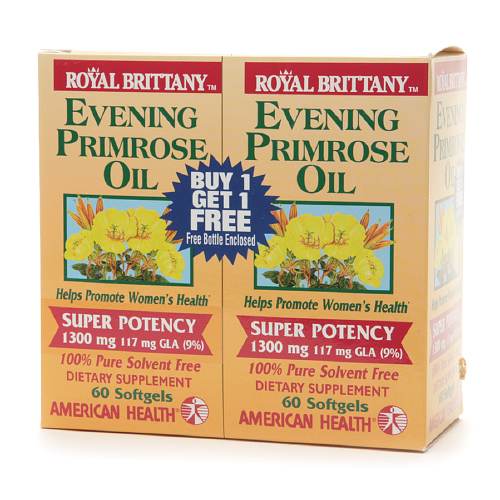 ROYAL BRITTANY™
EVENING
PRIMROSE
OIL
Helps Promote Women's Health*
SUPER POTENCY
1300 mg 117 mg GLA (9%)
100% Pure Solvent Free
DIETARY SUPPLEMENT
60 Softgels
AMERICAN HEALTH®
BUY 1
GET 1
FREE
Free Bottle Enclosed
ROYAL BRITTANY™
EVENING
PRIMROSE
OIL
Helps Promote Women's Health*
SUPER POTENCY
1300 mg 117 mg GLA (9%)
100% Pure Solvent Free
DIETARY SUPPLEMENT
60 Softgels
AMERICAN HEALTH®